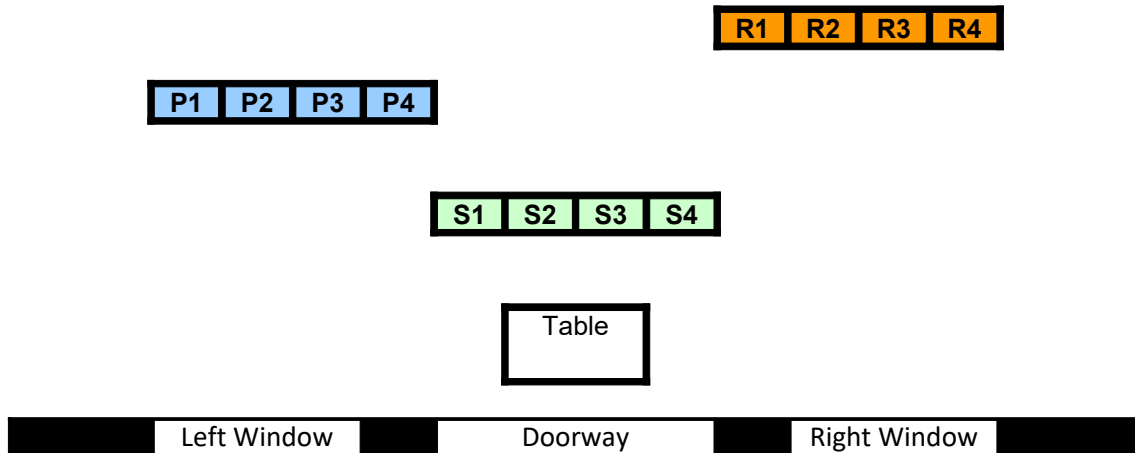 R1 R2 R3 R4
P1 P2 P3 P4
S1 S2 S3 S4
Table
Left Window Doorway Right Window